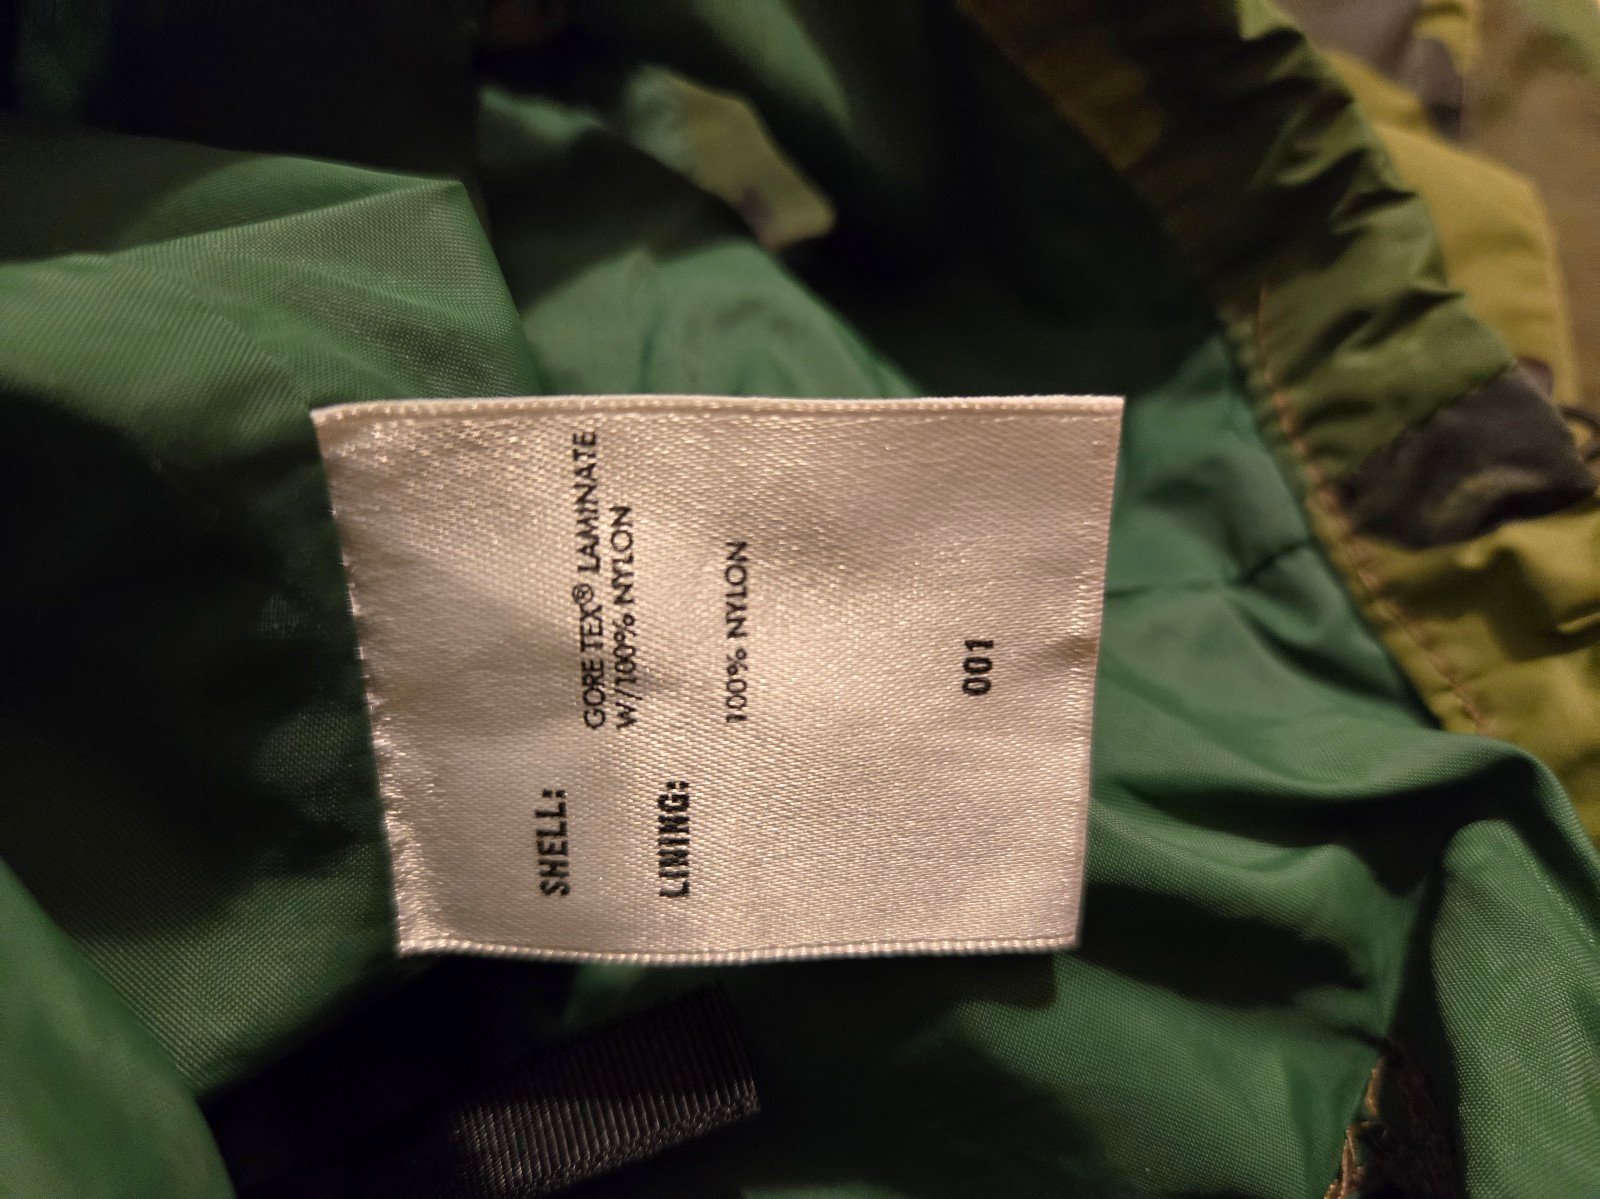 SHELL:
GORE TEX® LAMINATE
W/100% NYLON
LINING:
100% NYLON
001